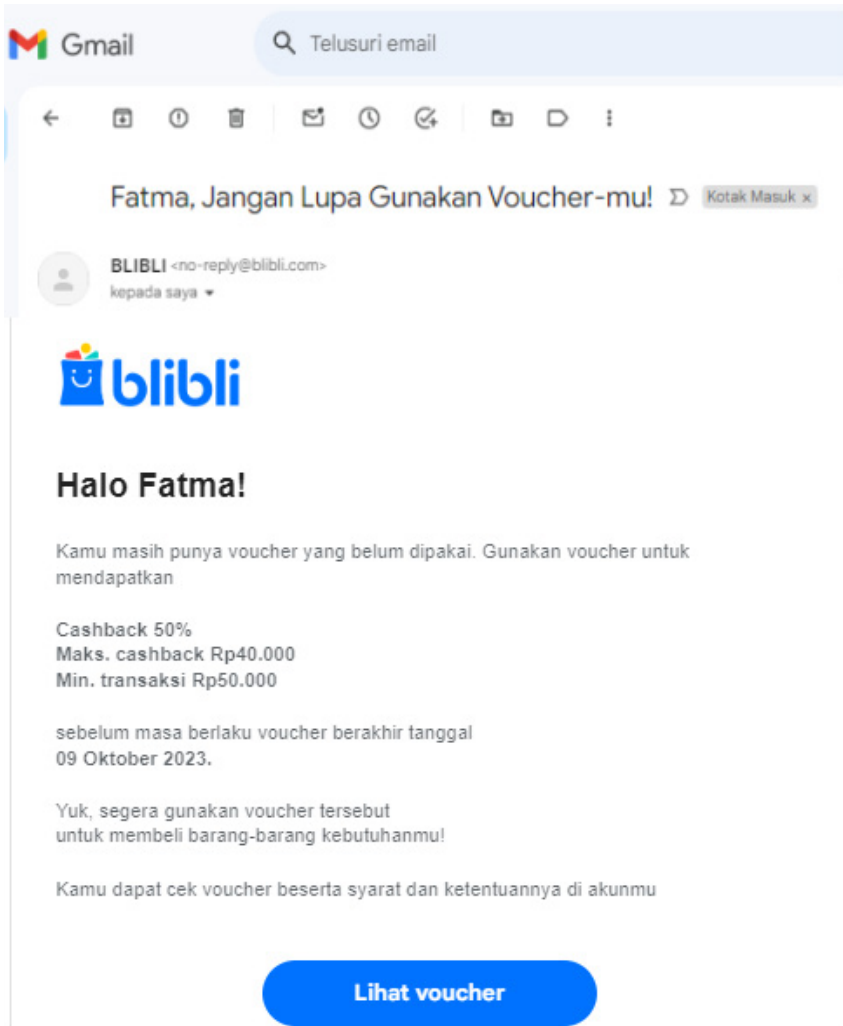 Gmail
Telusuri email
Fatma, Jangan Lupa Gunakan Voucher-mu! Kotak Masuk x
BLIBLI <no-reply@blibli.com>
kepada saya
blibli
Halo Fatma!
Kamu masih punya voucher yang belum dipakai. Gunakan voucher untuk
mendapatkan
Cashback 50%
Maks. cashback Rp40.000
Min. transaksi Rp50.000
sebelum masa berlaku voucher berakhir tanggal
09 Oktober 2023.
Yuk, segera gunakan voucher tersebut
untuk membeli barang-barang kebutuhanmu!
Kamu dapat cek voucher beserta syarat dan ketentuannya di akunmu
Lihat voucher